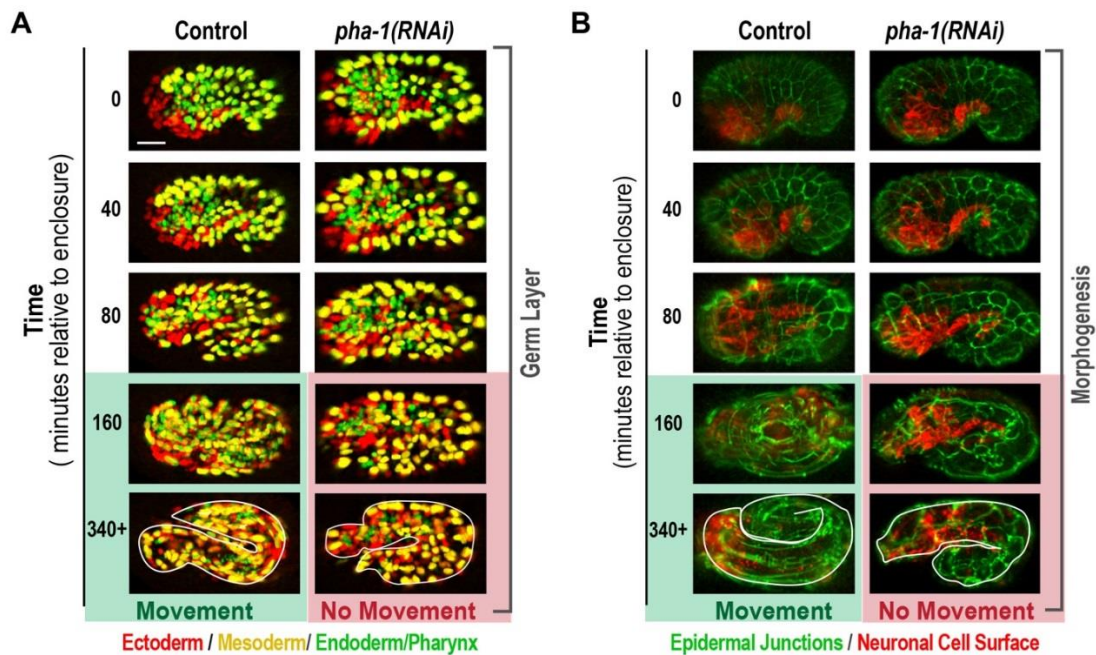 A
Control pha-1(RNAi)
Time
( minutes relative to enclosure)
0
40
80
160
340+
Germ Layer
Movement No Movement
Ectoderm / Mesoderm/ Endoderm/Pharynx
B
Control pha-1(RNAi)
Time
(minutes relative to enclosure)
0
40
80
160
340+
Morphogenesis
Movement No Movement
Epidermal Junctions / Neuronal Cell Surface